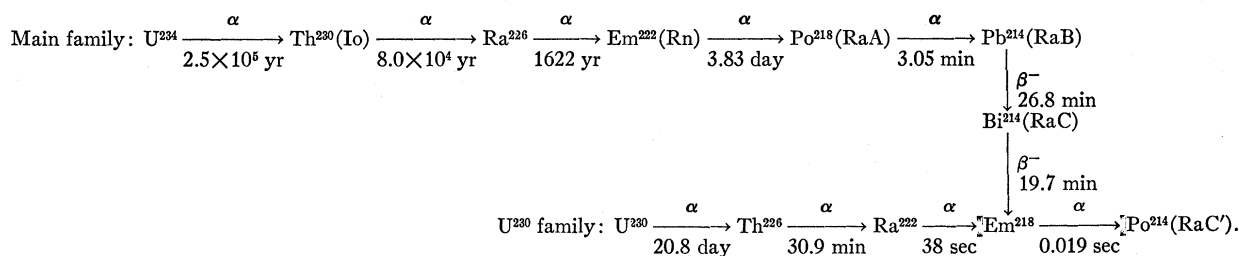 Main family: U²³⁴ α 2.5×10⁵ yr Th²³⁰(Io) α 8.0×10⁴ yr Ra²²⁶ α 1622 yr Em²²²(Rn) α 3.83 day Po²¹⁸(RaA) α 3.05 min Pb²¹⁴(RaB)
β⁻
26.8 min
Bi²¹⁴(RaC)
β⁻
19.7 min
U²³⁰ family: U²³⁰ α 20.8 day Th²²⁶ α 30.9 min Ra²²² α 38 sec Em²¹⁸ α 0.019 sec Po²¹⁴(RaC′).